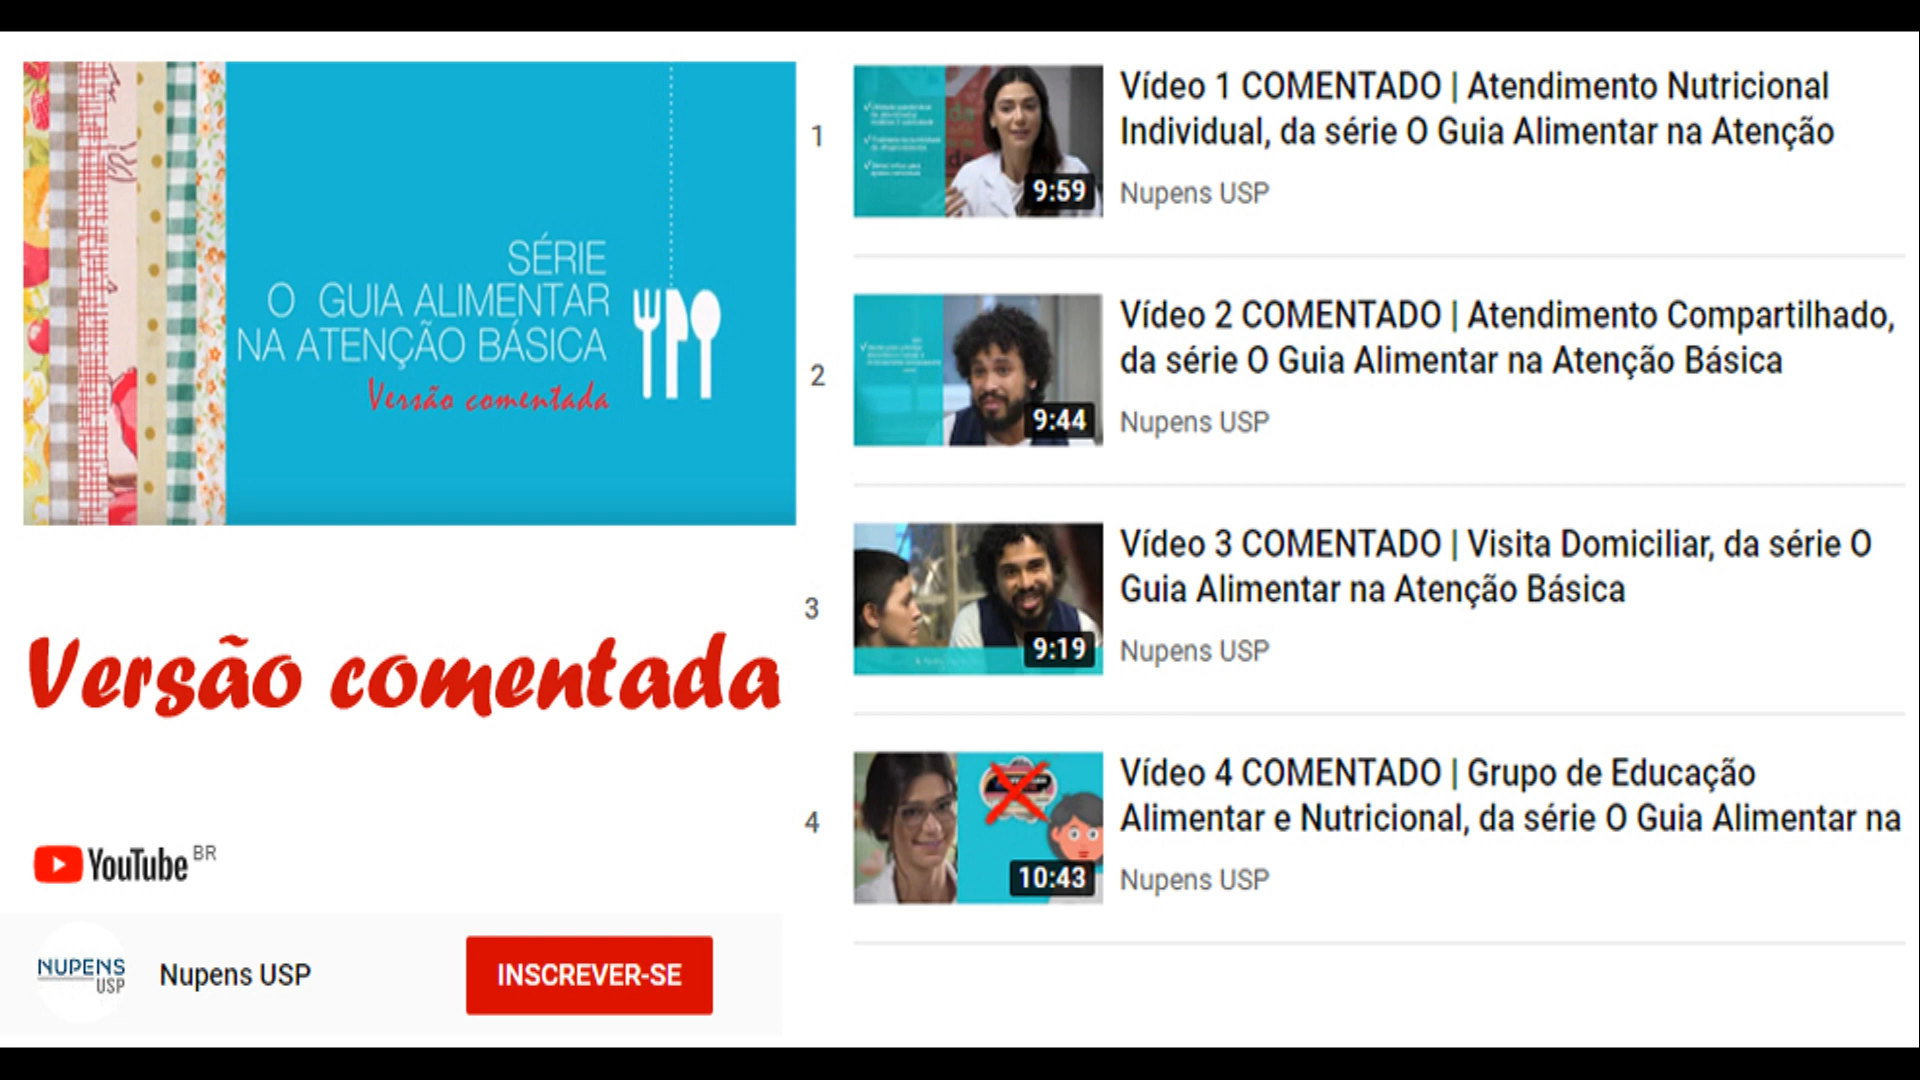 SÉRIE
O GUIA ALIMENTAR
NA ATENÇÃO BÁSICA
Versão comentada
Versão comentada
YouTube BR
NUPENS
USP
Nupens USP
INSCREVER-SE
1
9:59
Vídeo 1 COMENTADO | Atendimento Nutricional
Individual, da série O Guia Alimentar na Atenção
Nupens USP
2
9:44
Vídeo 2 COMENTADO | Atendimento Compartilhado,
da série O Guia Alimentar na Atenção Básica
Nupens USP
3
9:19
Vídeo 3 COMENTADO | Visita Domiciliar, da série O
Guia Alimentar na Atenção Básica
Nupens USP
4
10:43
Vídeo 4 COMENTADO | Grupo de Educação
Alimentar e Nutricional, da série O Guia Alimentar na
Nupens USP